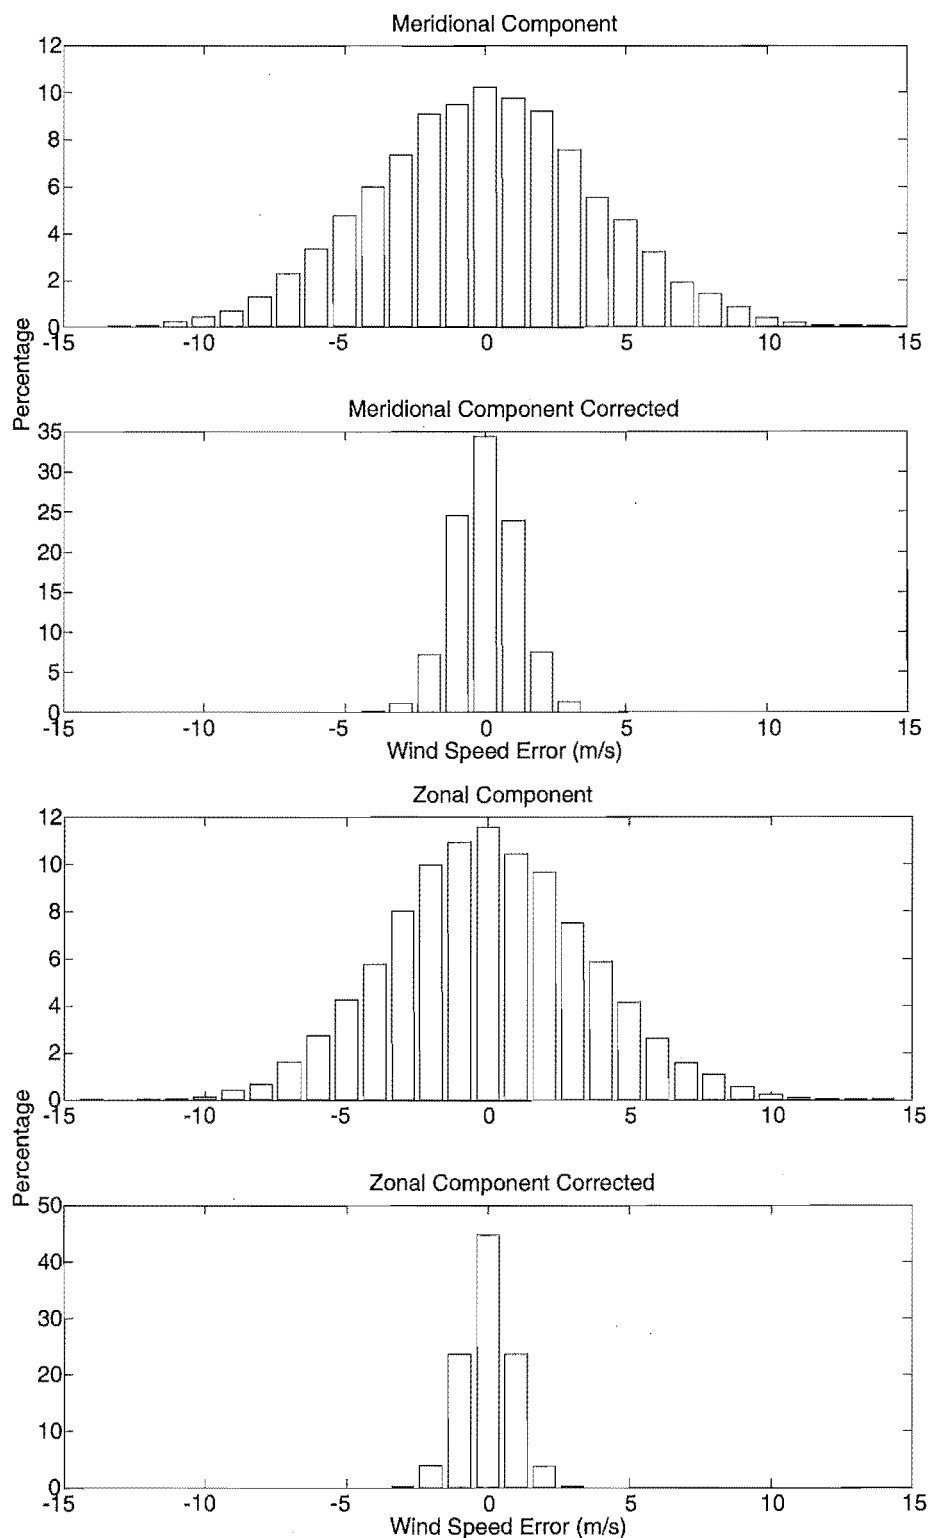 Meridional Component
12
10
8
6
4
2
0
-15 -10 -5 0 5 10 15
Percentage
Meridional Component Corrected
35
30
25
20
15
10
5
0
-15 -10 -5 0 5 10 15
Wind Speed Error (m/s)
Zonal Component
12
10
8
6
4
2
0
-15 -10 -5 0 5 10 15
Percentage
Zonal Component Corrected
50
40
30
20
10
0
-15 -10 -5 0 5 10 15
Wind Speed Error (m/s)